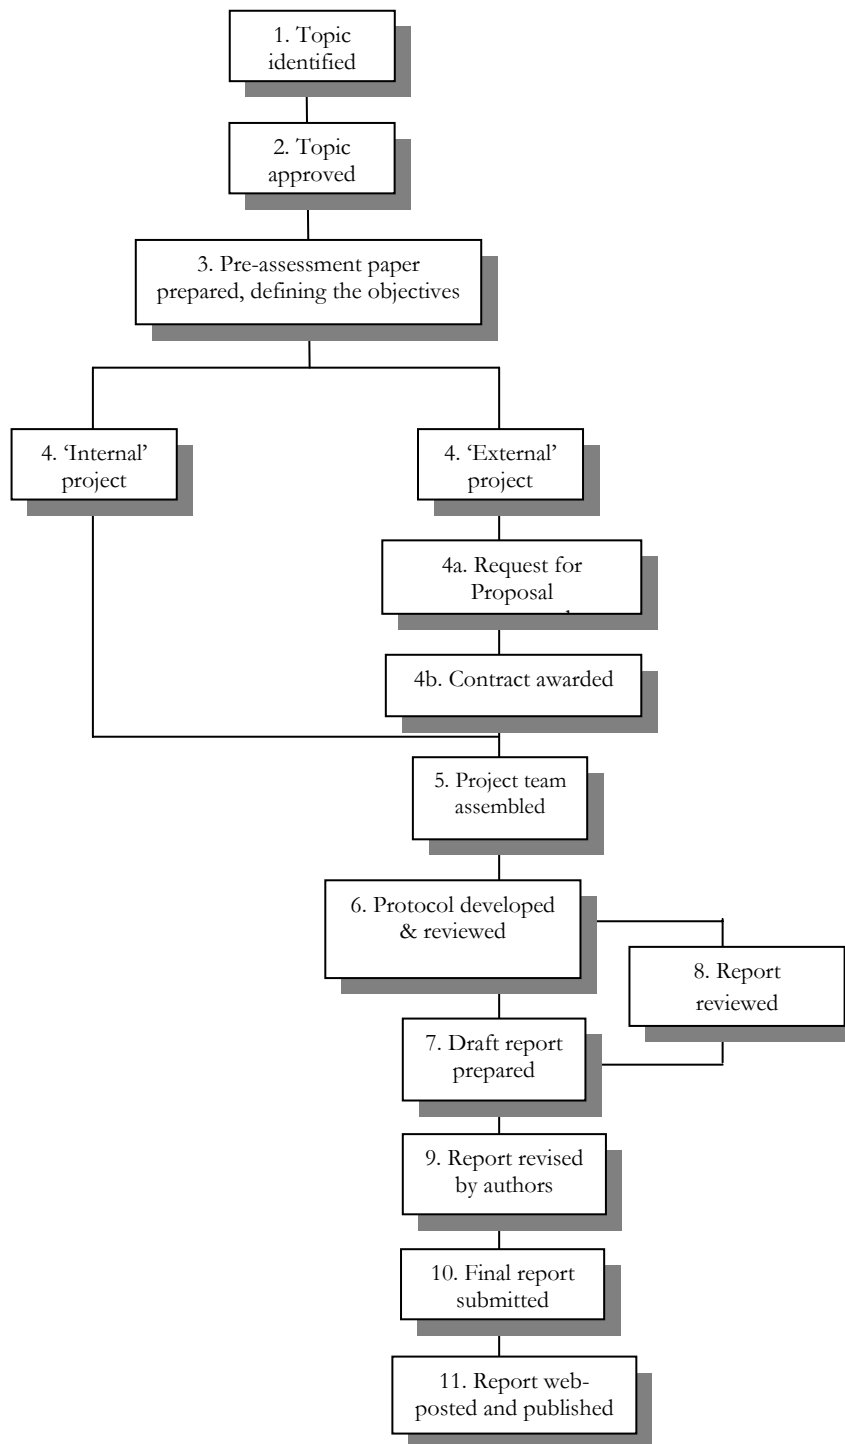 1. Topic
identified
2. Topic
approved
3. Pre-assessment paper
prepared, defining the objectives
4. ‘Internal’
project
4. ‘External’
project
4a. Request for
Proposal
4b. Contract awarded
5. Project team
assembled
6. Protocol developed
& reviewed
8. Report
reviewed
7. Draft report
prepared
9. Report revised
by authors
10. Final report
submitted
11. Report web-
posted and published